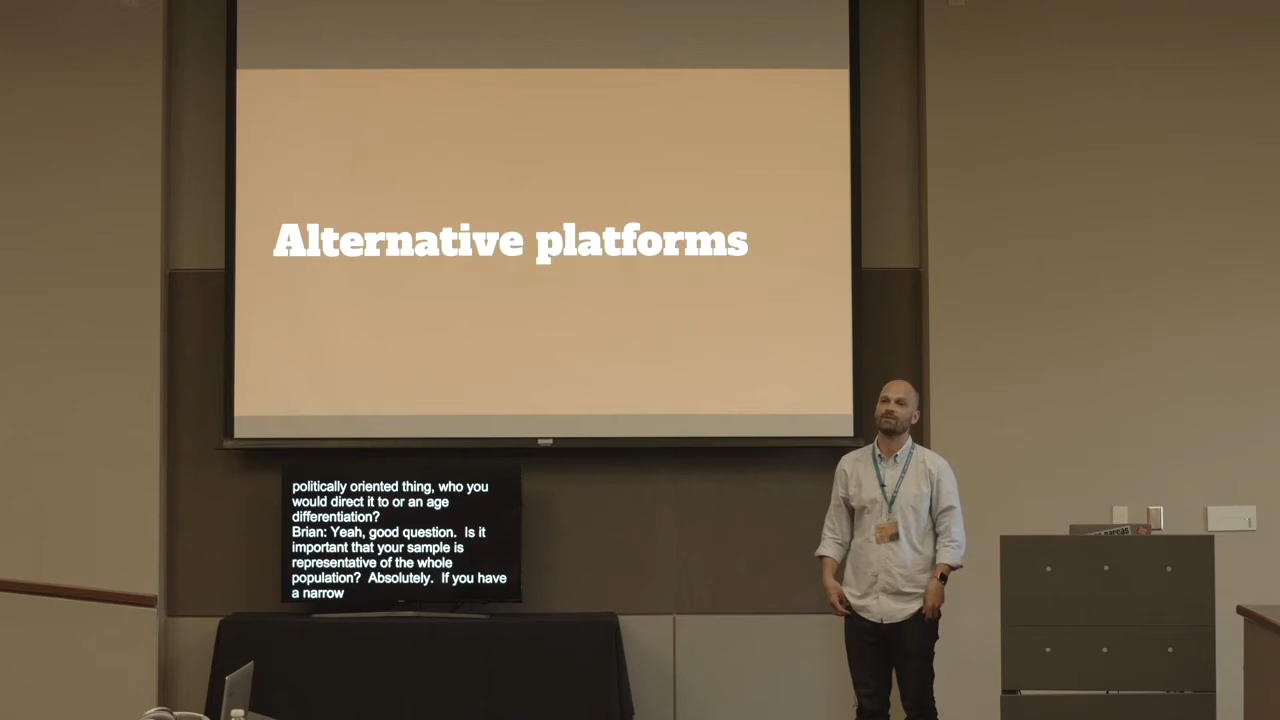 Alternative platforms
politically oriented thing, who you
would direct it to or an age
differentiation?
Brian: Yeah, good question.  Is it
important that your sample is
representative of the whole
population?  Absolutely.  If you have
a narrow